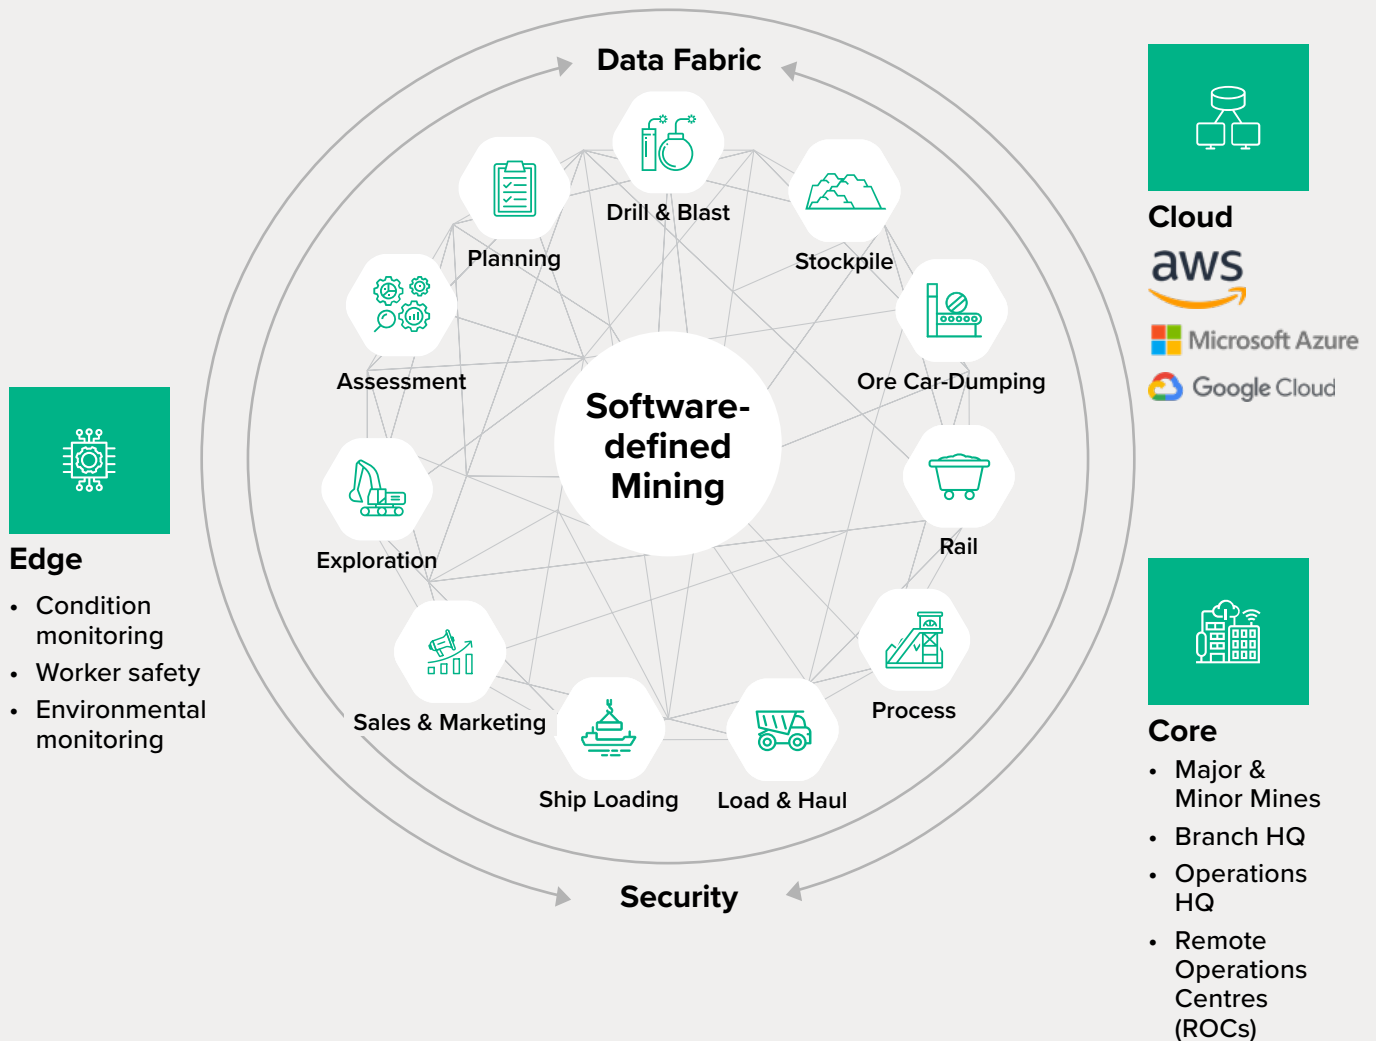 Data Fabric
Drill & Blast
Planning
Stockpile
Assessment
Ore Car-Dumping
Software-
defined
Mining
Exploration
Rail
Sales & Marketing
Process
Ship Loading
Load & Haul
Security
Edge
• Condition
monitoring
• Worker safety
• Environmental
monitoring
Cloud
aws
Microsoft Azure
Google Cloud
Core
• Major &
Minor Mines
• Branch HQ
• Operations
HQ
• Remote
Operations
Centres
(ROCs)